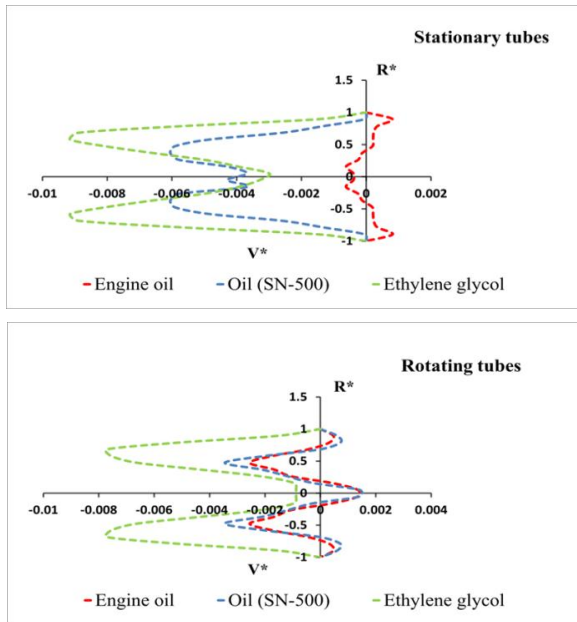 Stationary tubes
R*
1.5
1
0.5
0
-0.01 -0.008 -0.006 -0.004 -0.002 0 0.002
-0.5
-1
V*
Engine oil Oil (SN-500) Ethylene glycol
Rotating tubes
R*
1.5
1
0.5
0
-0.01 -0.008 -0.006 -0.004 -0.002 0 0.002 0.004
-0.5
-1
V*
Engine oil Oil (SN-500) Ethylene glycol